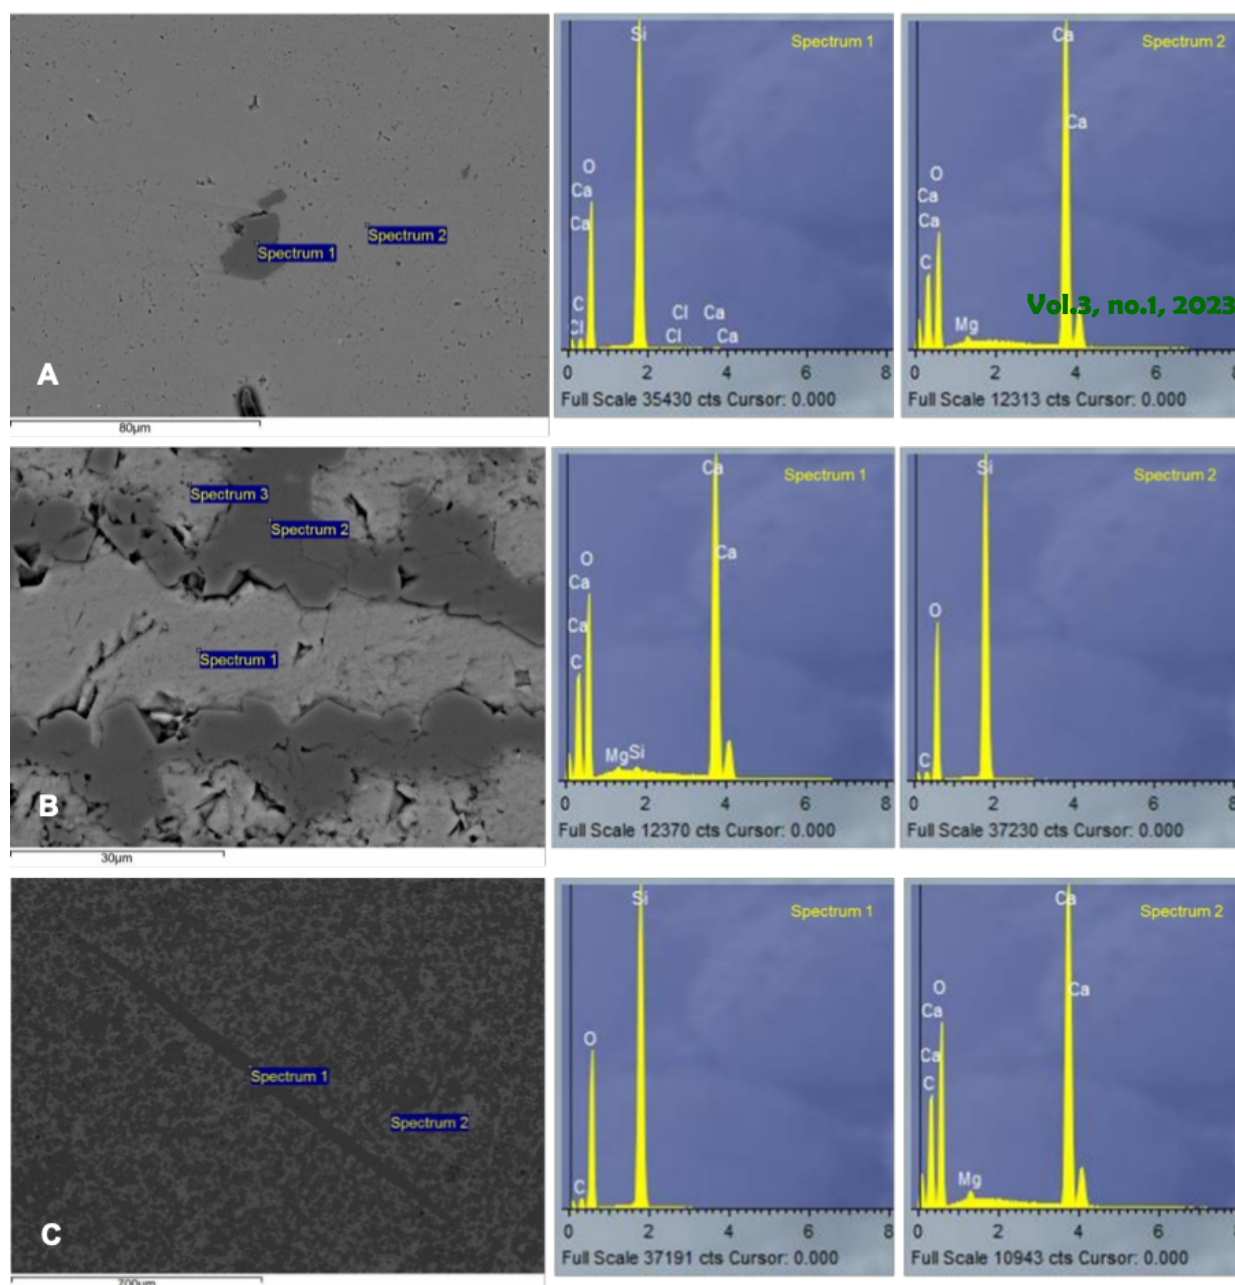 Spectrum 1
Spectrum 2
A
80µm
Spectrum 1
Si
O
Ca
Ca
C
Cl
Cl
Ca
Cl
Ca
0 2 4 6 8
Full Scale 35430 cts Cursor: 0.000
Spectrum 2
Ca
Ca
O
Ca
Ca
C
Mg
Vol.3, no.1, 2023
0 2 4 6 8
Full Scale 12313 cts Cursor: 0.000
Spectrum 3
Spectrum 2
Spectrum 1
B
30µm
Spectrum 1
Ca
Ca
O
Ca
Ca
C
Mg Si
0 2 4 6 8
Full Scale 12370 cts Cursor: 0.000
Spectrum 2
Si
O
C
0 2 4 6 8
Full Scale 37230 cts Cursor: 0.000
Spectrum 1
Spectrum 2
C
700µm
Spectrum 1
Si
O
C
0 2 4 6 8
Full Scale 37191 cts Cursor: 0.000
Spectrum 2
Ca
Ca
O
Ca
Ca
C
Mg
0 2 4 6 8
Full Scale 10943 cts Cursor: 0.000